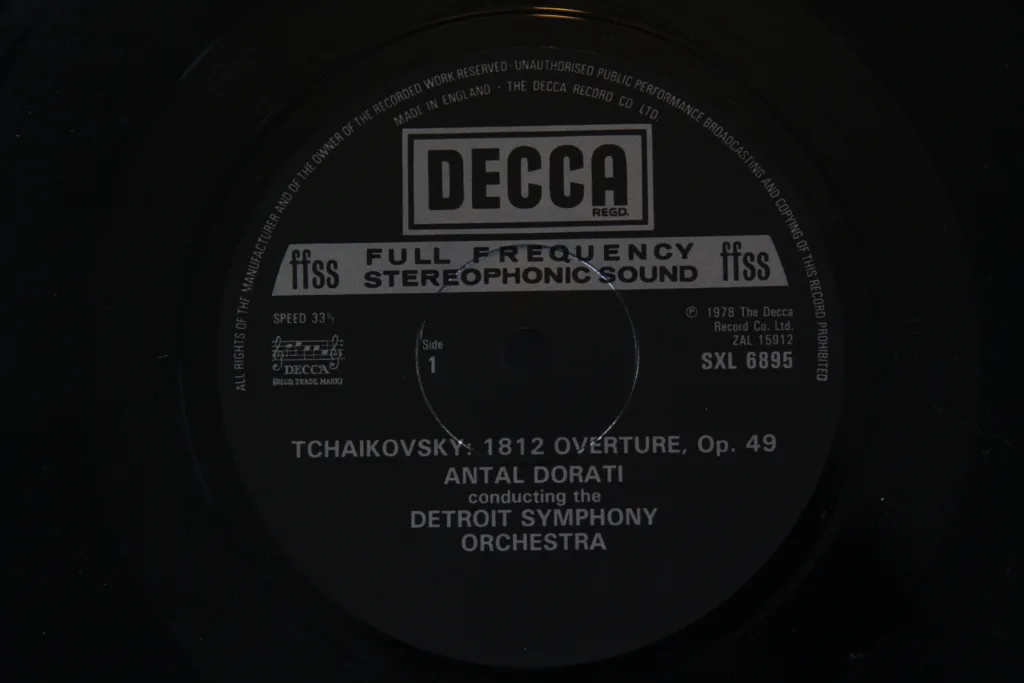 ALL RIGHTS OF THE MANUFACTURER AND OF THE OWNER OF THE RECORDED WORK RESERVED · UNAUTHORISED PUBLIC PERFORMANCE BROADCASTING AND COPYING OF THIS RECORD PROHIBITED
MADE IN ENGLAND · THE DECCA RECORD CO LTD.
DECCA
REGD.
ffss FULL FREQUENCY ffss
STEREOPHONIC SOUND
SPEED 33⅓
DECCA
(REGD. TRADE MARK)
Side
1
℗ 1978 The Decca
Record Co. Ltd.
ZAL 15912
SXL 6895
TCHAIKOVSKY: 1812 OVERTURE, Op. 49
ANTAL DORATI
conducting the
DETROIT SYMPHONY
ORCHESTRA